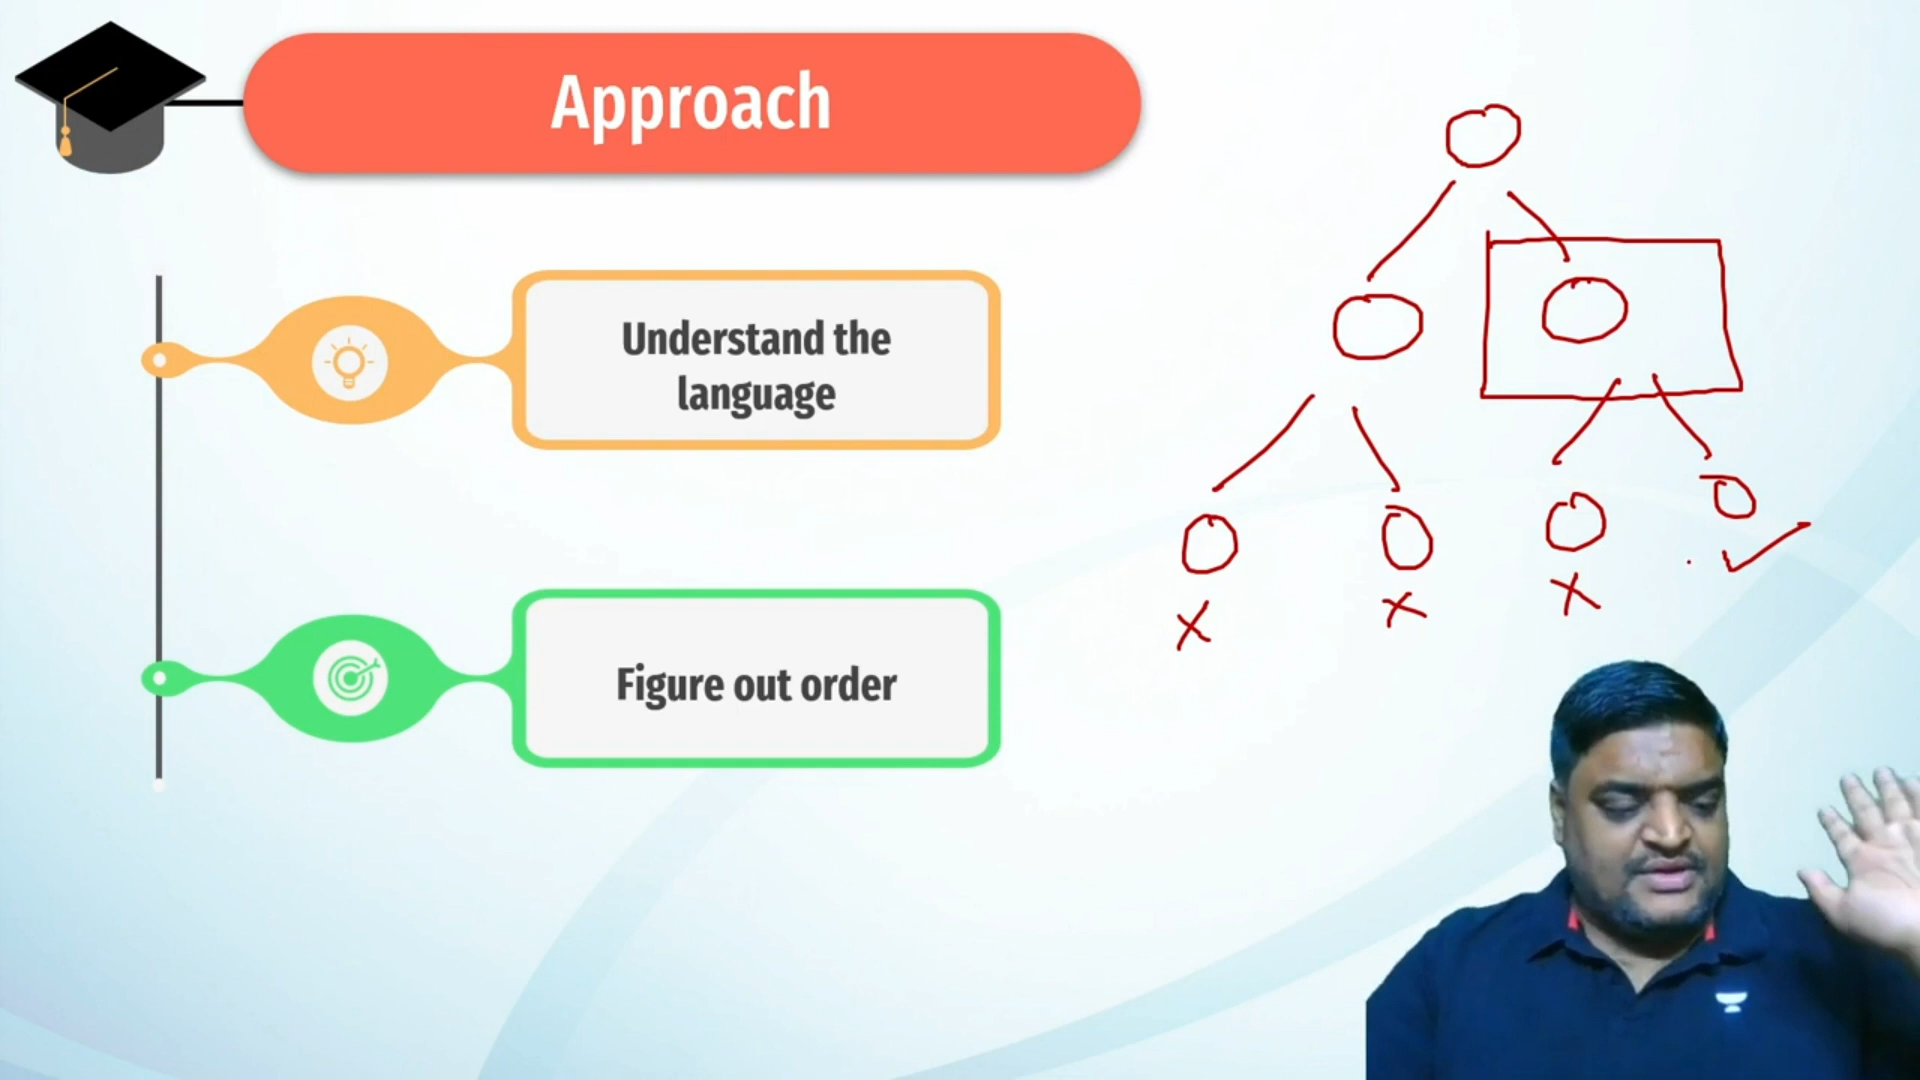 Approach
Understand the
language
Figure out order